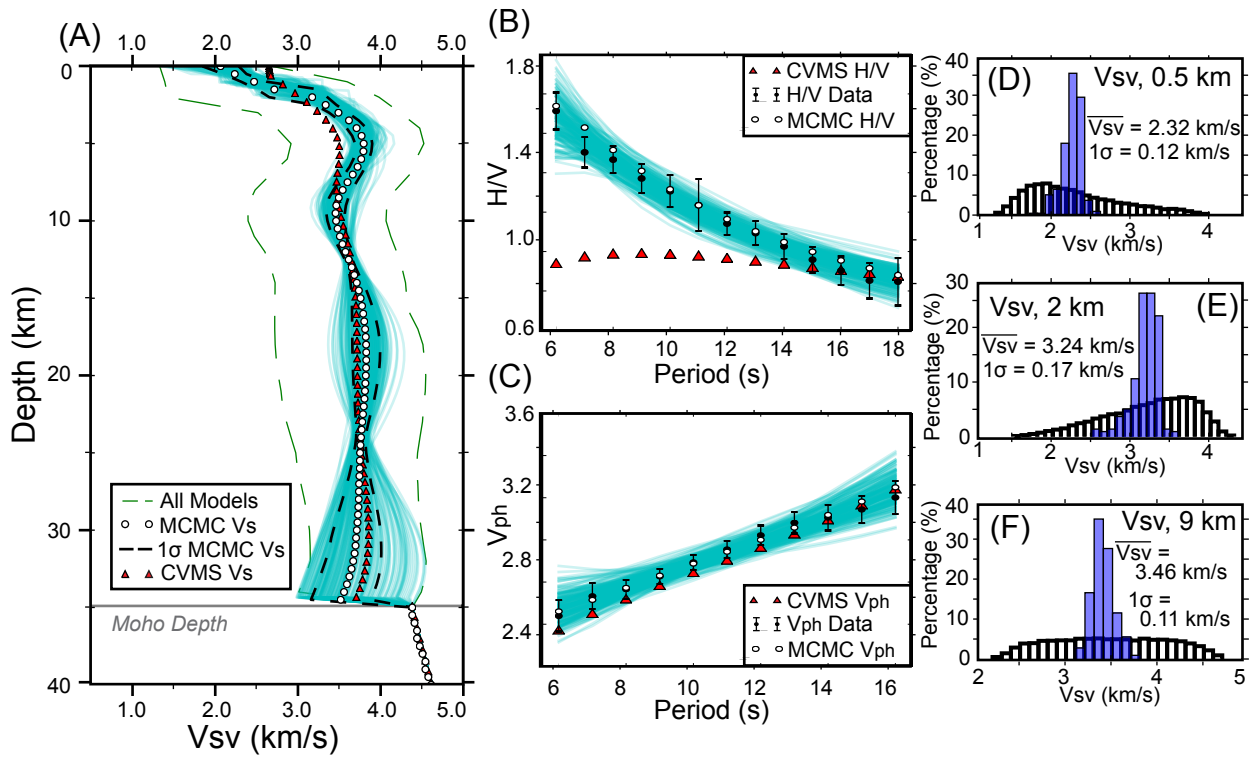 (A)
1.0 2.0 3.0 4.0 5.0
0
10
20
30
40
Depth (km)
All Models
MCMC Vs
1σ MCMC Vs
CVMS Vs
Moho Depth
1.0 2.0 3.0 4.0 5.0
Vsv (km/s)
(B)
1.8
1.4
1.0
0.6
H/V
CVMS H/V
H/V Data
MCMC H/V
6 8 10 12 14 16 18
Period (s)
(C)
3.6
3.2
2.8
2.4
Vph
CVMS Vph
Vph Data
MCMC Vph
6 8 10 12 14 16
Period (s)
(D)
Vsv, 0.5 km
Vsv = 2.32 km/s
1σ = 0.12 km/s
Percentage (%)
30
20
10
0
1 2 3 4
Vsv (km/s)
(E)
Vsv, 2 km
Vsv = 3.24 km/s
1σ = 0.17 km/s
Percentage (%)
30
20
10
0
1 2 3 4
Vsv (km/s)
(F)
Vsv, 9 km
Vsv =
3.46 km/s
1σ =
0.11 km/s
Percentage (%)
30
20
10
0
2 3 4 5
Vsv (km/s)